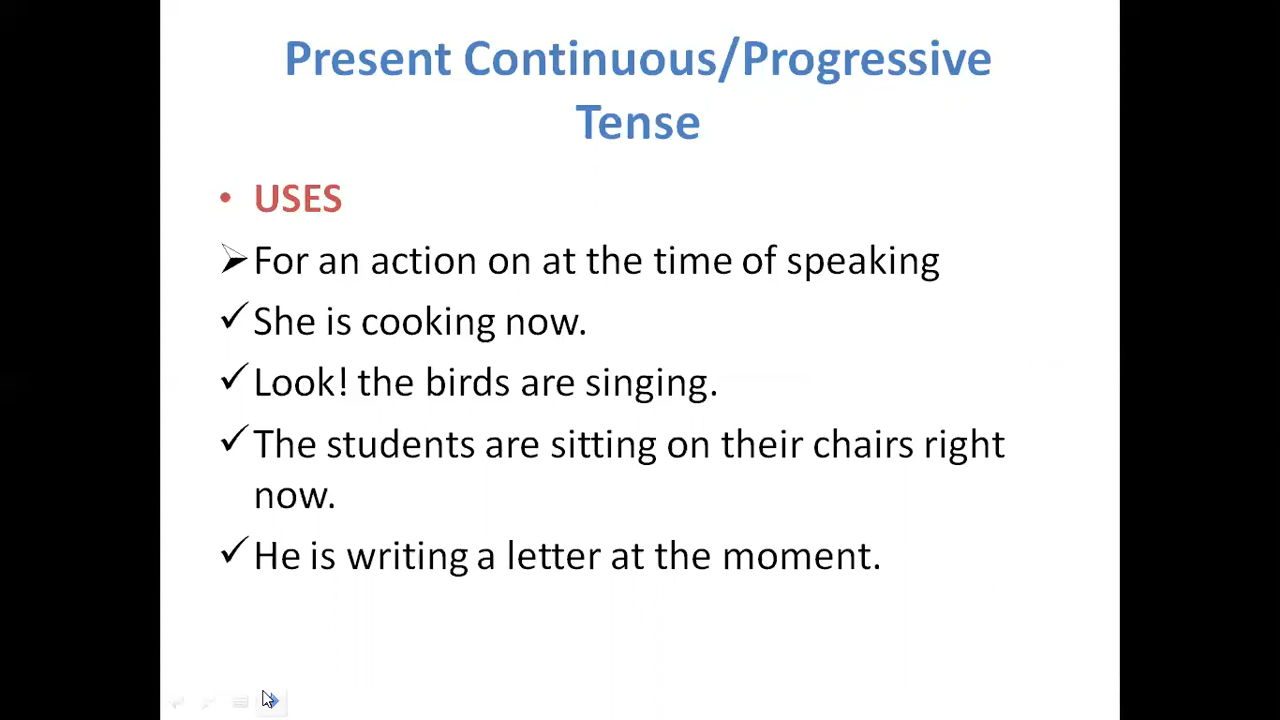 Present Continuous/Progressive
Tense
• USES
➢ For an action on at the time of speaking
✓ She is cooking now.
✓ Look! the birds are singing.
✓ The students are sitting on their chairs right
now.
✓ He is writing a letter at the moment.